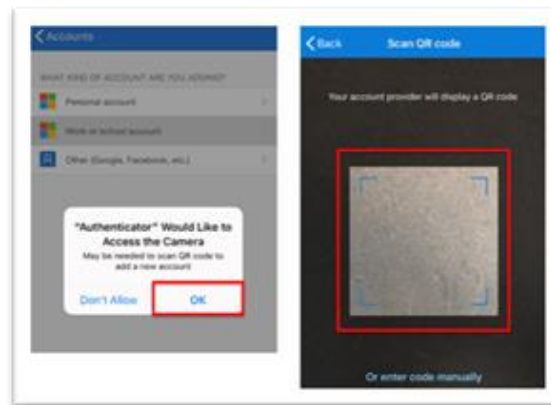 Accounts
WHAT KIND OF ACCOUNT ARE YOU ADDING?
Personal account
Work or school account
Other (Google, Facebook, etc.)
"Authenticator" Would Like to
Access the Camera
May be needed to scan QR code to
add a new account
Don't Allow
OK
Back
Scan QR code
Your account provider will display a QR code
Or enter code manually